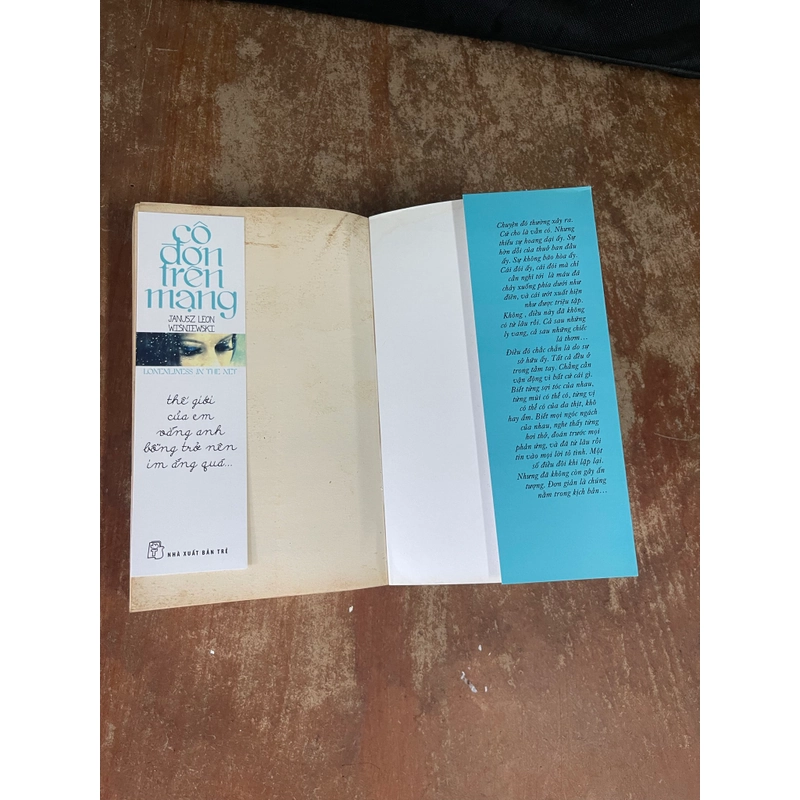 cô
đơn
trên
mạng
JANUSZ LEON
WIŚNIEWSKI
LONENLINESS IN THE NET
thế giới
của em
vắng anh
bỗng trở nên
im ắng quá...
NHÀ XUẤT BẢN TRẺ
Chuyện đó thường xảy ra.
Cứ cho là vẫn có. Nhưng
thiếu sự hoang dại ấy. Sự
hờn dỗi của thuở ban đầu
ấy. Sự không bão hòa ấy.
Cái đói ấy, cái đói mà chỉ
cần nghĩ tới là máu đã
chảy xuống phía dưới như
điên, và cái ướt xuất hiện
như được triệu tập.
Không, điều này đã không
có từ lâu rồi. Cả sau những
ly vang, cả sau những chiếc
lá thơm...
Điều đó chắc chắn là do sự
sở hữu ấy. Tất cả đều ở
trong tầm tay. Chẳng cần
vận động vì bất cứ cái gì.
Biết từng sợi tóc của nhau,
từng mùi có thể có, từng vị
có thể có của da thịt, khô
hay ẩm. Biết mọi ngóc ngách
của nhau, nghe thấy từng
hơi thở, đoán trước mọi
phản ứng, và đã từ lâu rồi
tin vào mọi lời tỏ tình. Một
số điều đôi khi lặp lại.
Nhưng đã không còn gây ấn
tượng. Đơn giản là chúng
nằm trong kịch bản...